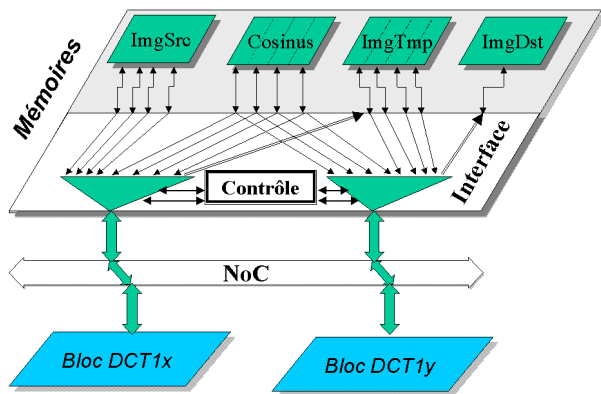 ImgSrc
Cosinus
ImgTmp
ImgDst
Mémoires
Interface
Contrôle
NoC
Bloc DCT1x
Bloc DCT1y